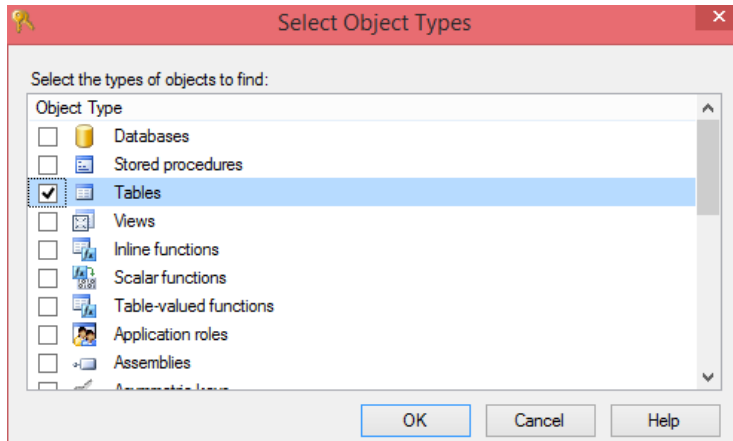 Select Object Types
Select the types of objects to find:
Object Type
Databases
Stored procedures
Tables
Views
Inline functions
Scalar functions
Table-valued functions
Application roles
Assemblies
OK Cancel Help